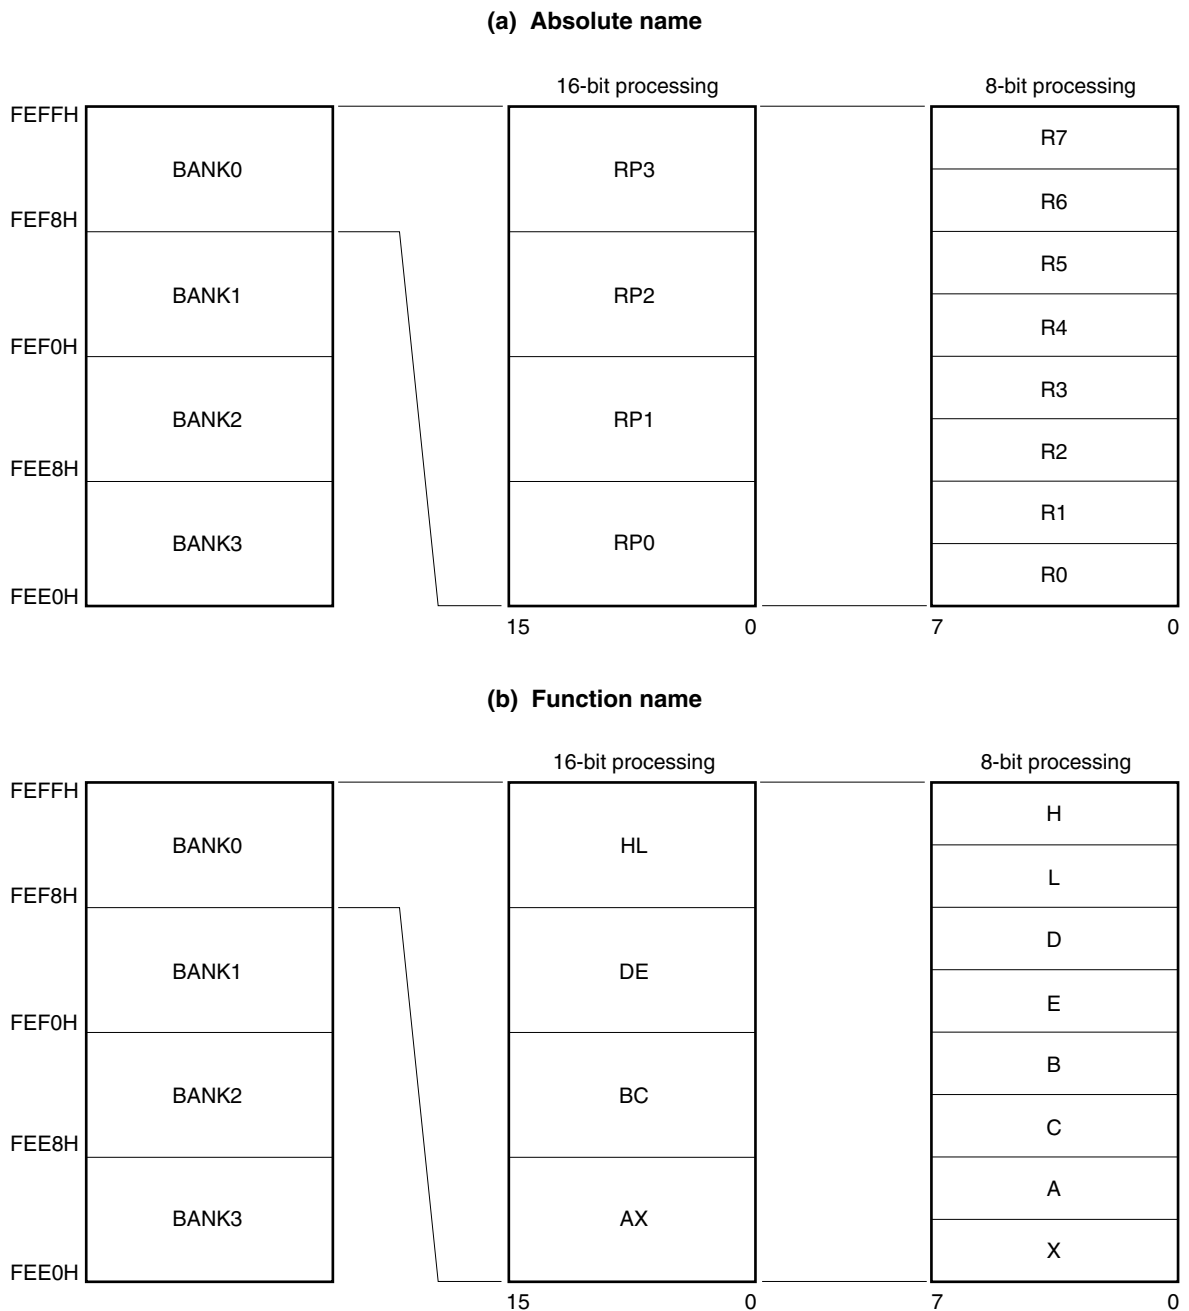 (a) Absolute name
16-bit processing
8-bit processing
FEFFH
BANK0
RP3
R7
R6
FEF8H
BANK1
RP2
R5
R4
FEF0H
BANK2
RP1
R3
R2
FEE8H
BANK3
RP0
R1
R0
FEE0H
15 0
7 0
(b) Function name
16-bit processing
8-bit processing
FEFFH
BANK0
HL
H
L
FEF8H
BANK1
DE
D
E
FEF0H
BANK2
BC
B
C
FEE8H
BANK3
AX
A
X
FEE0H
15 0
7 0